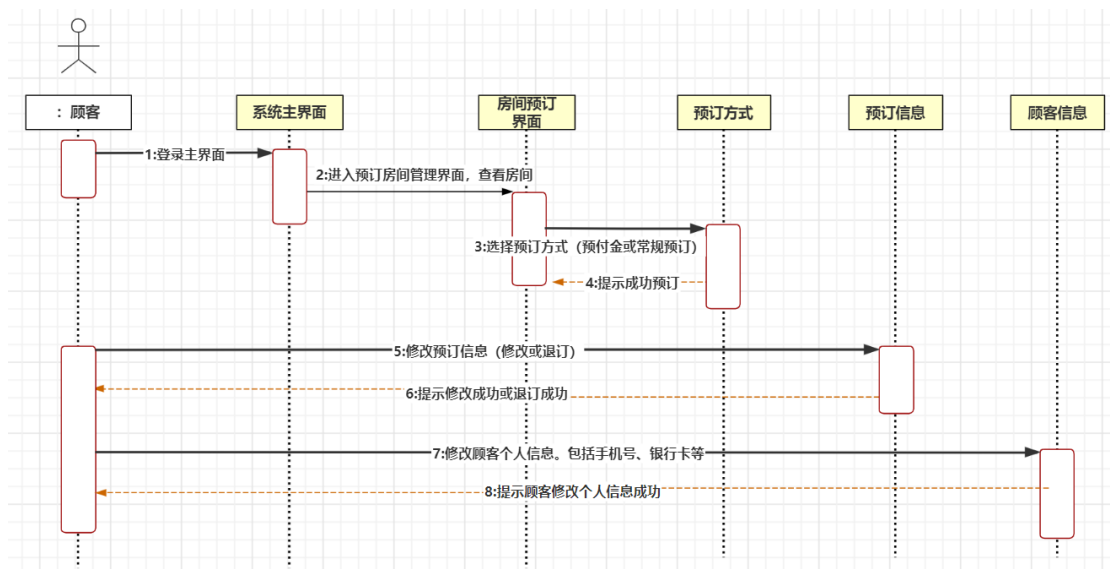 ：顾客
系统主界面
房间预订
界面
预订方式
预订信息
顾客信息
1:登录主界面
2:进入预订房间管理界面，查看房间
3:选择预订方式（预付金或常规预订）
4:提示成功预订
5:修改预订信息（修改或退订）
6:提示修改成功或退订成功
7:修改顾客个人信息。包括手机号、银行卡等
8:提示顾客修改个人信息成功